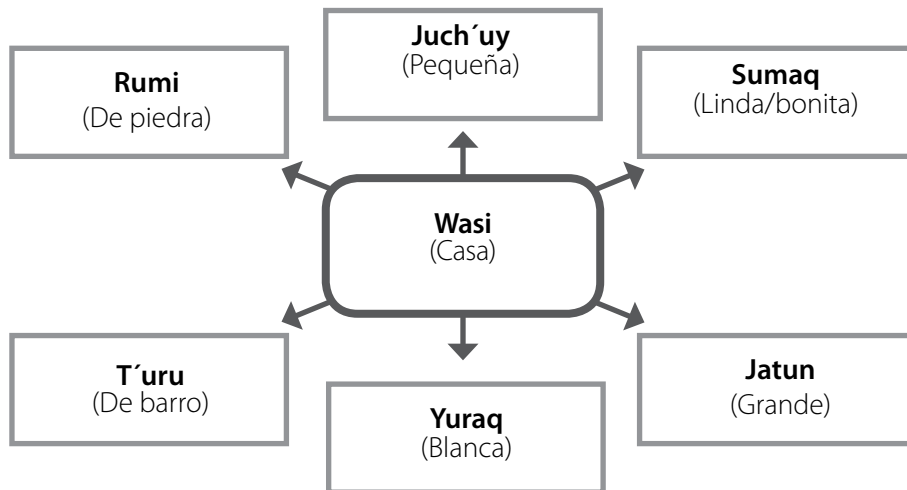 Juch´uy
(Pequeña)
Rumi
(De piedra)
Sumaq
(Linda/bonita)
Wasi
(Casa)
T´uru
(De barro)
Yuraq
(Blanca)
Jatun
(Grande)